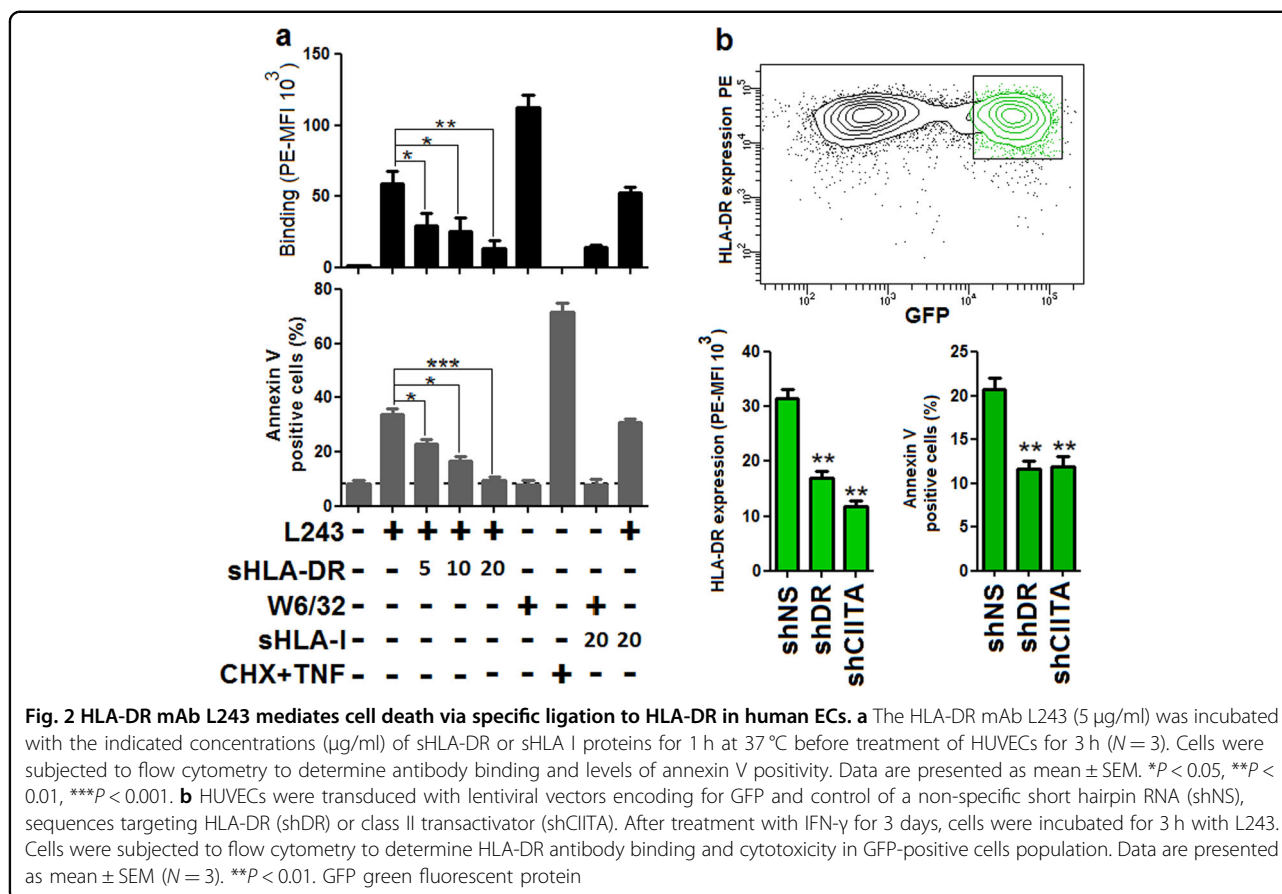 a
150
100
50
0
Binding (PE-MFI 10³)
**
*
*
80
60
40
20
0
Annexin V
positive cells (%)
***
*
*
L243 - + + + + - - - +
sHLA-DR - - 5 10 20 - - - -
W6/32 - - - - - + - + -
sHLA-I - - - - - - - 20 20
CHX+TNF - - - - - - + - -
b
HLA-DR expression PE
10⁵
10⁴
10³
10²
10² 10³ 10⁴ 10⁵
GFP
40
30
20
10
0
HLA-DR expression (PE-MFI 10³)
**
**
shNS
shDR
shCIITA
25
20
15
10
5
0
Annexin V
positive cells (%)
** **
shNS
shDR
shCIITA
Fig. 2 HLA-DR mAb L243 mediates cell death via specific ligation to HLA-DR in human ECs. a The HLA-DR mAb L243 (5 µg/ml) was incubated
with the indicated concentrations (µg/ml) of sHLA-DR or sHLA I proteins for 1 h at 37 °C before treatment of HUVECs for 3 h (N = 3). Cells were
subjected to flow cytometry to determine antibody binding and levels of annexin V positivity. Data are presented as mean ± SEM. *P < 0.05, **P <
0.01, ***P < 0.001. b HUVECs were transduced with lentiviral vectors encoding for GFP and control of a non-specific short hairpin RNA (shNS),
sequences targeting HLA-DR (shDR) or class II transactivator (shCIITA). After treatment with IFN-γ for 3 days, cells were incubated for 3 h with L243.
Cells were subjected to flow cytometry to determine HLA-DR antibody binding and cytotoxicity in GFP-positive cells population. Data are presented
as mean ± SEM (N = 3). **P < 0.01. GFP green fluorescent protein